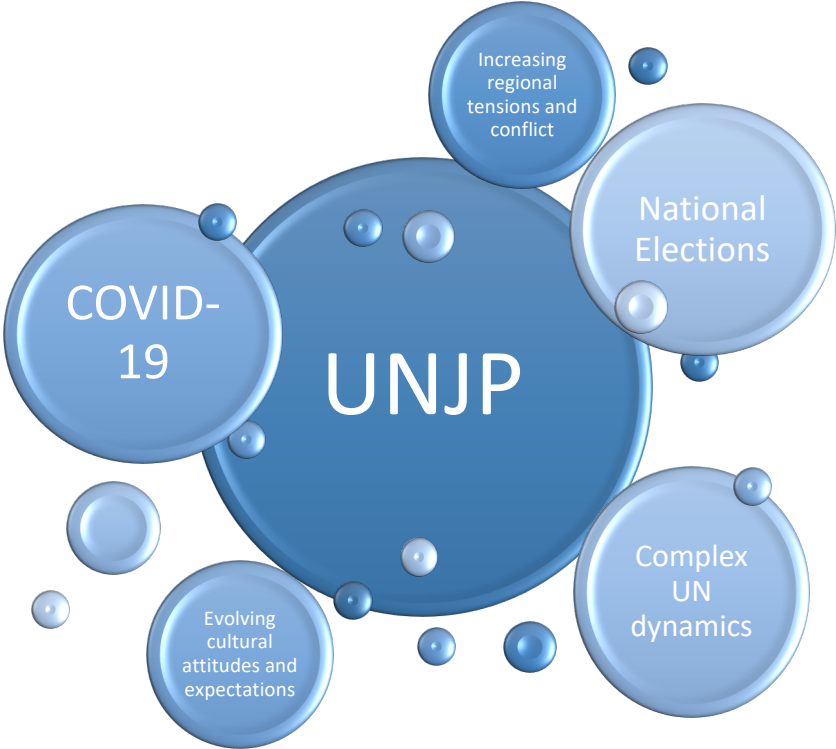 Increasing
regional
tensions and
conflict
National
Elections
COVID-
19
UNJP
Complex
UN
dynamics
Evolving
cultural
attitudes and
expectations